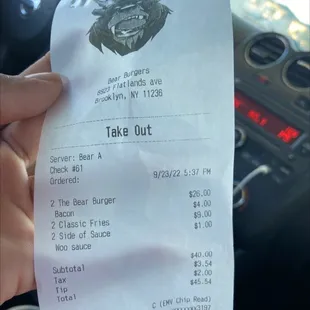 Bear Burgers
9823 Flatlands ave
Brooklyn, NY 11236
Take Out
Server: Bear A
Check #61
Ordered: 9/23/22 5:37 PM
2 The Bear Burger $26.00
Bacon $4.00
2 Classic Fries $9.00
2 Side of Sauce $1.00
Woo sauce
Subtotal $40.00
Tax $3.54
Tip $2.00
Total $45.54
C (EMV Chip Read)